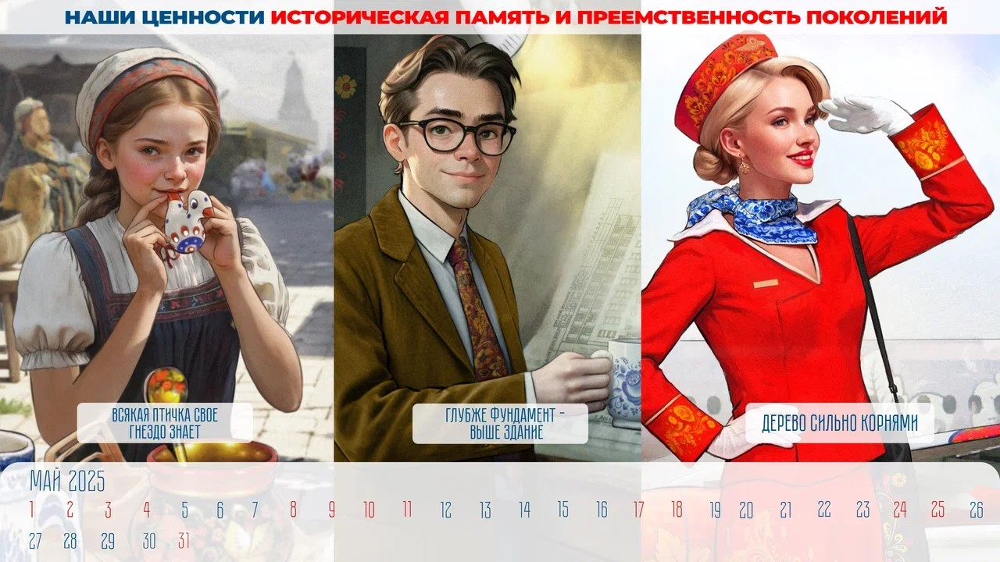 НАШИ ЦЕННОСТИ ИСТОРИЧЕСКАЯ ПАМЯТЬ И ПРЕЕМСТВЕННОСТЬ ПОКОЛЕНИЙ
ВСЯКАЯ ПТИЧКА СВОЕ
ГНЕЗДО ЗНАЕТ
ГЛУБЖЕ ФУНДАМЕНТ –
ВЫШЕ ЗДАНИЕ
ДЕРЕВО СИЛЬНО КОРНЯМИ
МАЙ 2025
1 2 3 4 5 6 7 8 9 10 11 12 13 14 15 16 17 18 19 20 21 22 23 24 25 26
27 28 29 30 31